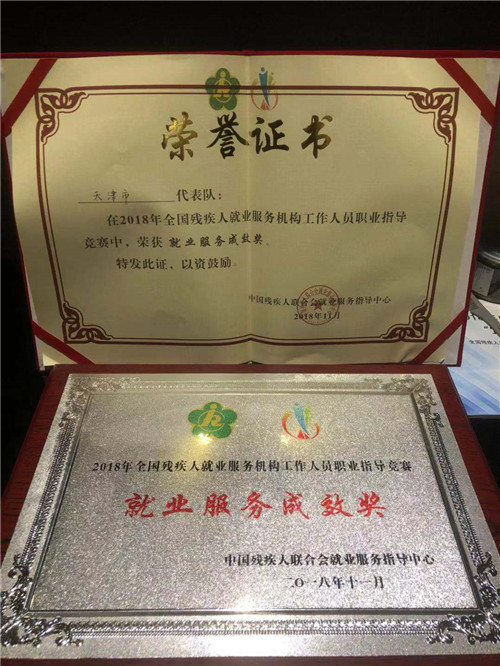 荣誉证书
天津市 代表队：
在2018年全国残疾人就业服务机构工作人员职业指导
竞赛中，荣获 就业服务成效奖。
特发此证，以资鼓励。
中国残疾人联合会就业服务指导中心
2018年11月
2018年全国残疾人就业服务机构工作人员职业指导竞赛
就业服务成效奖
中国残疾人联合会就业服务指导中心
二〇一八年十一月
全国残疾人